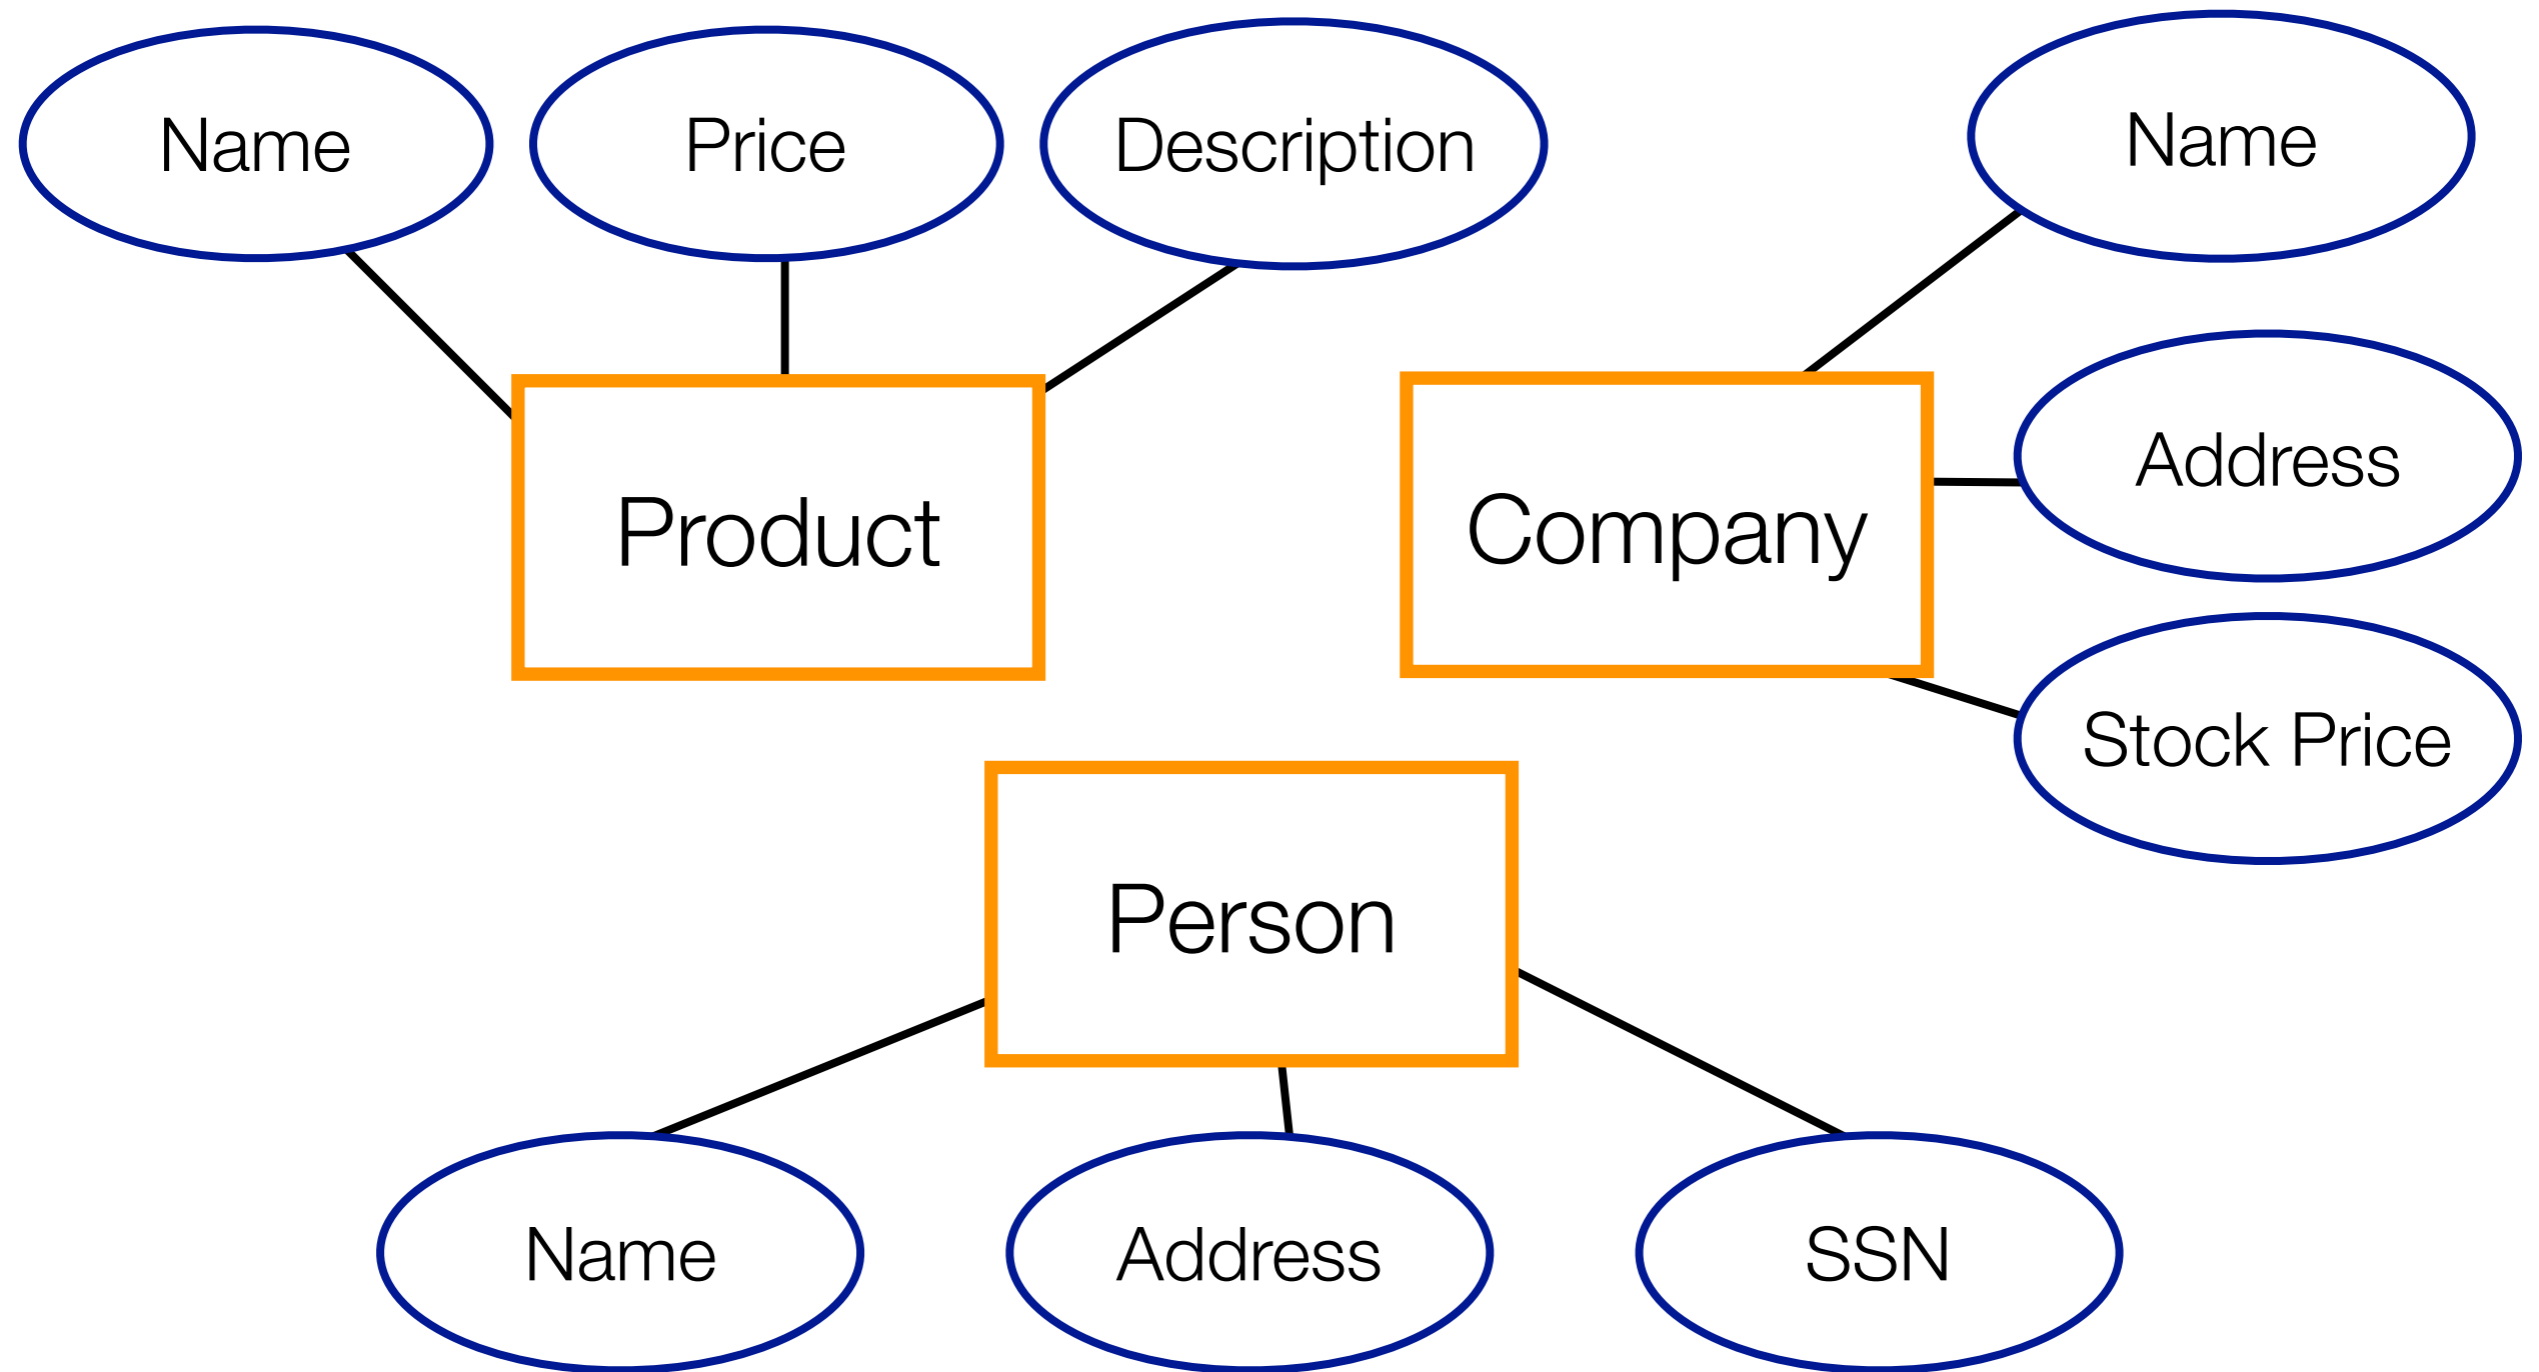 Name
Price
Description
Name
Product
Company
Address
Stock Price
Person
Name
Address
SSN